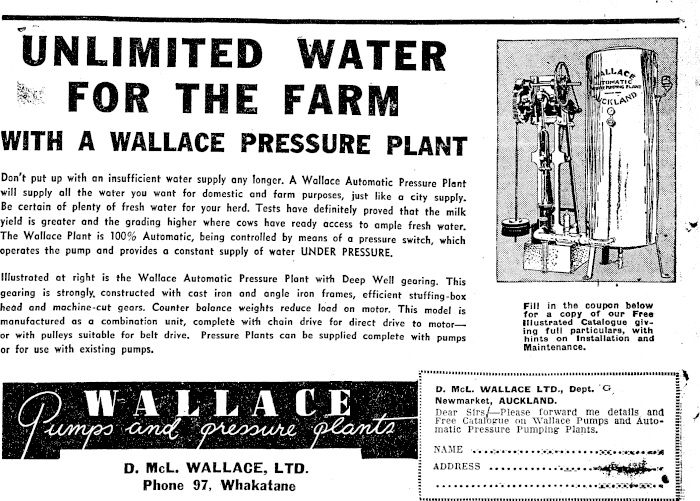 UNLIMITED WATER
FOR THE FARM
WITH A WALLACE PRESSURE PLANT
Don't put up with an insufficient water supply any longer. A Wallace Automatic Pressure Plant
will supply all the water you want for domestic and farm purposes, just like a city supply.
Be certain of plenty of fresh water for your herd. Tests have definitely proved that the milk
yield is greater and the grading higher where cows have ready access to ample fresh water.
The Wallace Plant is 100% Automatic, being controlled by means of a pressure switch, which
operates the pump and provides a constant supply of water UNDER PRESSURE.
Illustrated at right is the Wallace Automatic Pressure Plant with Deep Well gearing. This
gearing is strongly constructed with cast iron and angle iron frames, efficient stuffing-box
head and machine-cut gears. Counter balance weights reduce load on motor. This model is
manufactured as a combination unit, complete with chain drive for direct drive to motor—
or with pulleys suitable for belt drive. Pressure Plants can be supplied complete with pumps
or for use with existing pumps.
WALLACE
AUTOMATIC
POWER PUMPING PLANT
AUCKLAND
Fill in the coupon below
for a copy of our Free
Illustrated Catalogue giv-
ing full particulars, with
hints on Installation and
Maintenance.
WALLACE
Pumps and pressure plants
D. McL. WALLACE, LTD.
Phone 97, Whakatane
D. McL. WALLACE LTD., Dept. G
Newmarket, AUCKLAND.
Dear Sirs,—Please forward me details and
Free Catalogue on Wallace Pumps and Auto-
matic Pressure Pumping Plants.
NAME
ADDRESS